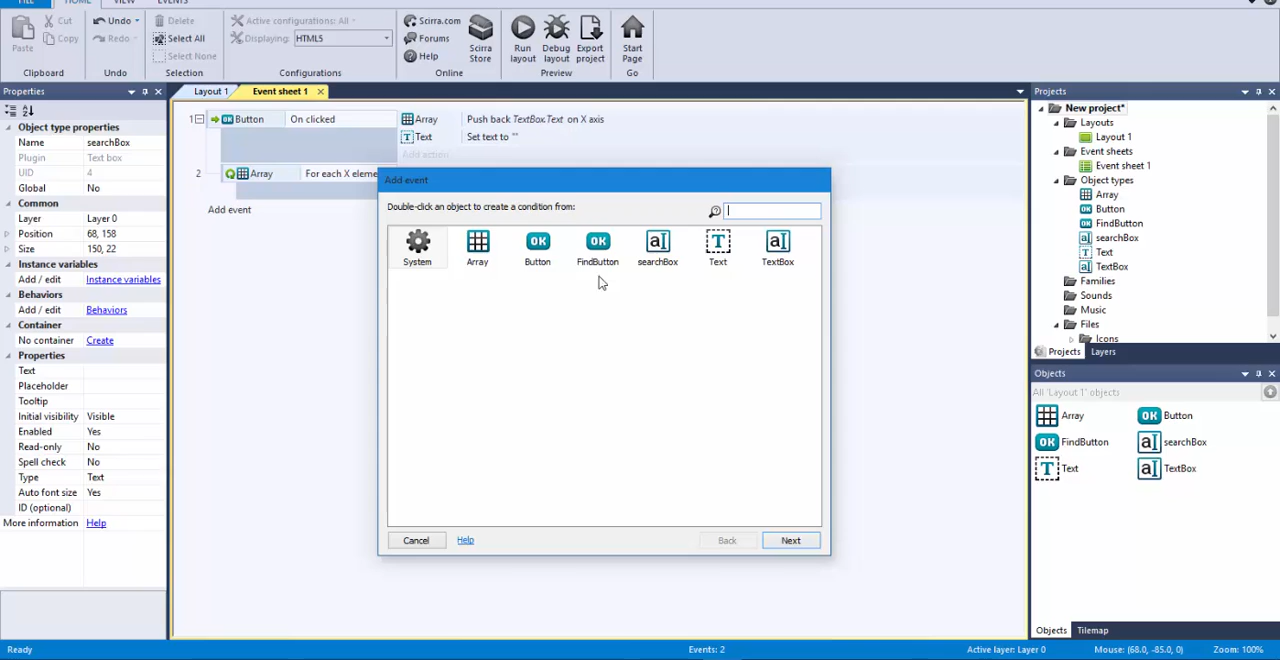 FILE HOME VIEW EVENTS
Paste
Cut
Copy
Clipboard
Undo
Redo
Undo
Delete
Select All
Select None
Selection
Active configurations: All
Displaying: HTML5
Configurations
Scirra.com
Forums
Help
Scirra Store
Online
Run layout
Debug layout
Export project
Preview
Start Page
Go
Properties
Layout 1
Event sheet 1
Projects
Object type properties
Name searchBox
Plugin Text box
UID 4
Global No
Common
Layer Layer 0
Position 68, 158
Size 150, 22
Instance variables
Add / edit Instance variables
Behaviors
Add / edit Behaviors
Container
No container Create
Properties
Text
Placeholder
Tooltip
Initial visibility Visible
Enabled Yes
Read-only No
Spell check No
Type Text
Auto font size Yes
ID (optional)
More information Help
1 Button On clicked
Array Push back TextBox.Text on X axis
Text Set text to ""
Add action
2 Array For each X eleme
Add event
Add event
Double-click an object to create a condition from:
System
Array
OK
Button
OK
FindButton
aI
searchBox
T
Text
aI
TextBox
Cancel
Help
Back
Next
New project*
Layouts
Layout 1
Event sheets
Event sheet 1
Object types
Array
Button
FindButton
searchBox
Text
TextBox
Families
Sounds
Music
Files
Icons
Projects Layers
Objects
All 'Layout 1' objects
Array
OK Button
OK FindButton
aI searchBox
T Text
aI TextBox
Objects Tilemap
Ready
Events: 2
Active layer: Layer 0
Mouse: (68.0, -85.0, 0)
Zoom: 100%